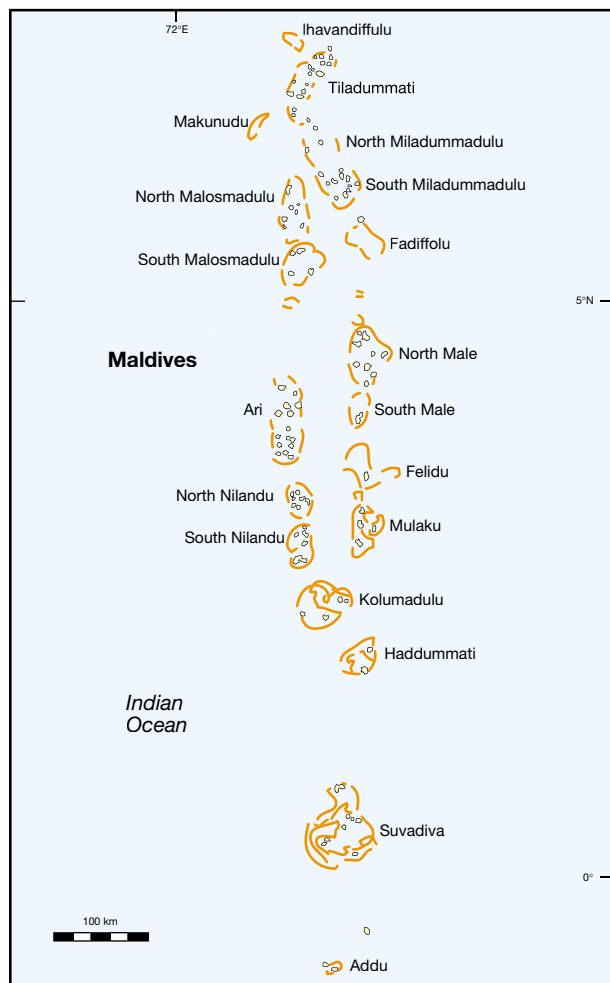 72°E
Ihavandiffulu
Tiladummati
Makunudu
North Miladummadulu
South Miladummadulu
North Malosmadulu
Fadiffolu
South Malosmadulu
5°N
Maldives
North Male
Ari
South Male
Felidu
North Nilandu
Mulaku
South Nilandu
Kolumadulu
Haddummati
Indian
Ocean
Suvadiva
0°
100 km
Addu